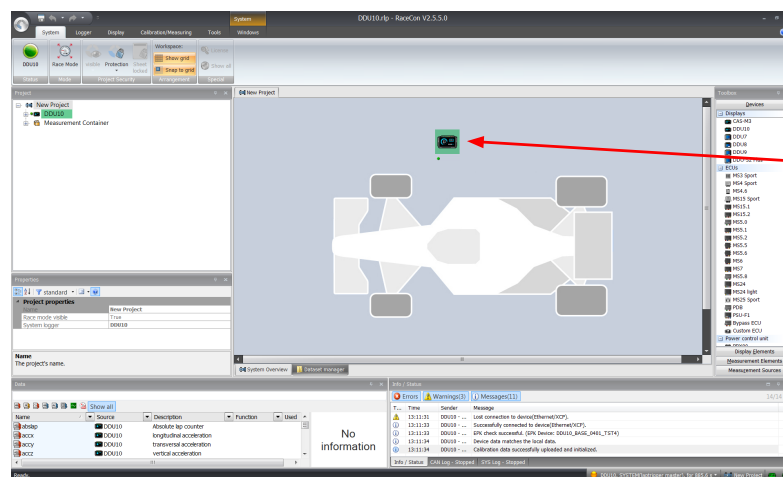 System
DDU10.rlp - RaceCon V2.5.5.0
System Logger Display Calibration/Measuring Tools Windows
DDU10
Race Mode
visible
Protection
Sheet locked
Workspace:
Show grid
Snap to grid
Show all
Status Mode Project Security Arrangement Special
Project
New Project
DDU10
Measurement Container
New Project
Toolbox
Devices
Displays
CAS-M3
DDU10
DDU7
DDU8
DDU9
ECUs
MS3 Sport
MS4 Sport
MS4.6
MS15 Sport
MS15.1
MS15.2
MS5.0
MS5.1
MS5.2
MS5.5
MS5.6
MS6
MS7
MS5.8
MS24
MS24 light
MS25 Sport
PDB
PSU-F1
Bypass ECU
Custom ECU
Power control unit
Display Elements
Measurement Elements
Measurement Sources
Properties
standard
Project properties
Name New Project
Race mode visible True
System logger DDU10
Name
The project's name.
System Overview Dataset manager
Data
Show all
Name Source Description Function Used
abslap DDU10 Absolute lap counter
accx DDU10 longitudinal acceleration
accy DDU10 transversal acceleration
accz DDU10 vertical acceleration
No
information
Info / Status
Errors Warnings(3) Messages(11) 14/14
T... Time Sender Message
13:11:31 DDU10 - ... Lost connection to device(Ethernet/XCP).
13:11:33 DDU10 - ... Successfully connected to device(Ethernet/XCP).
13:11:33 DDU10 - ... EPK check successful. (EPK Device: DDU10_BASE_0401_TST4)
13:11:34 DDU10 - ... Device data matches the local data.
13:11:34 DDU10 - ... Calibration data successfully uploaded and initialized.
Info / Status CAN Log - Stopped SYS Log - Stopped
Ready.
New Project